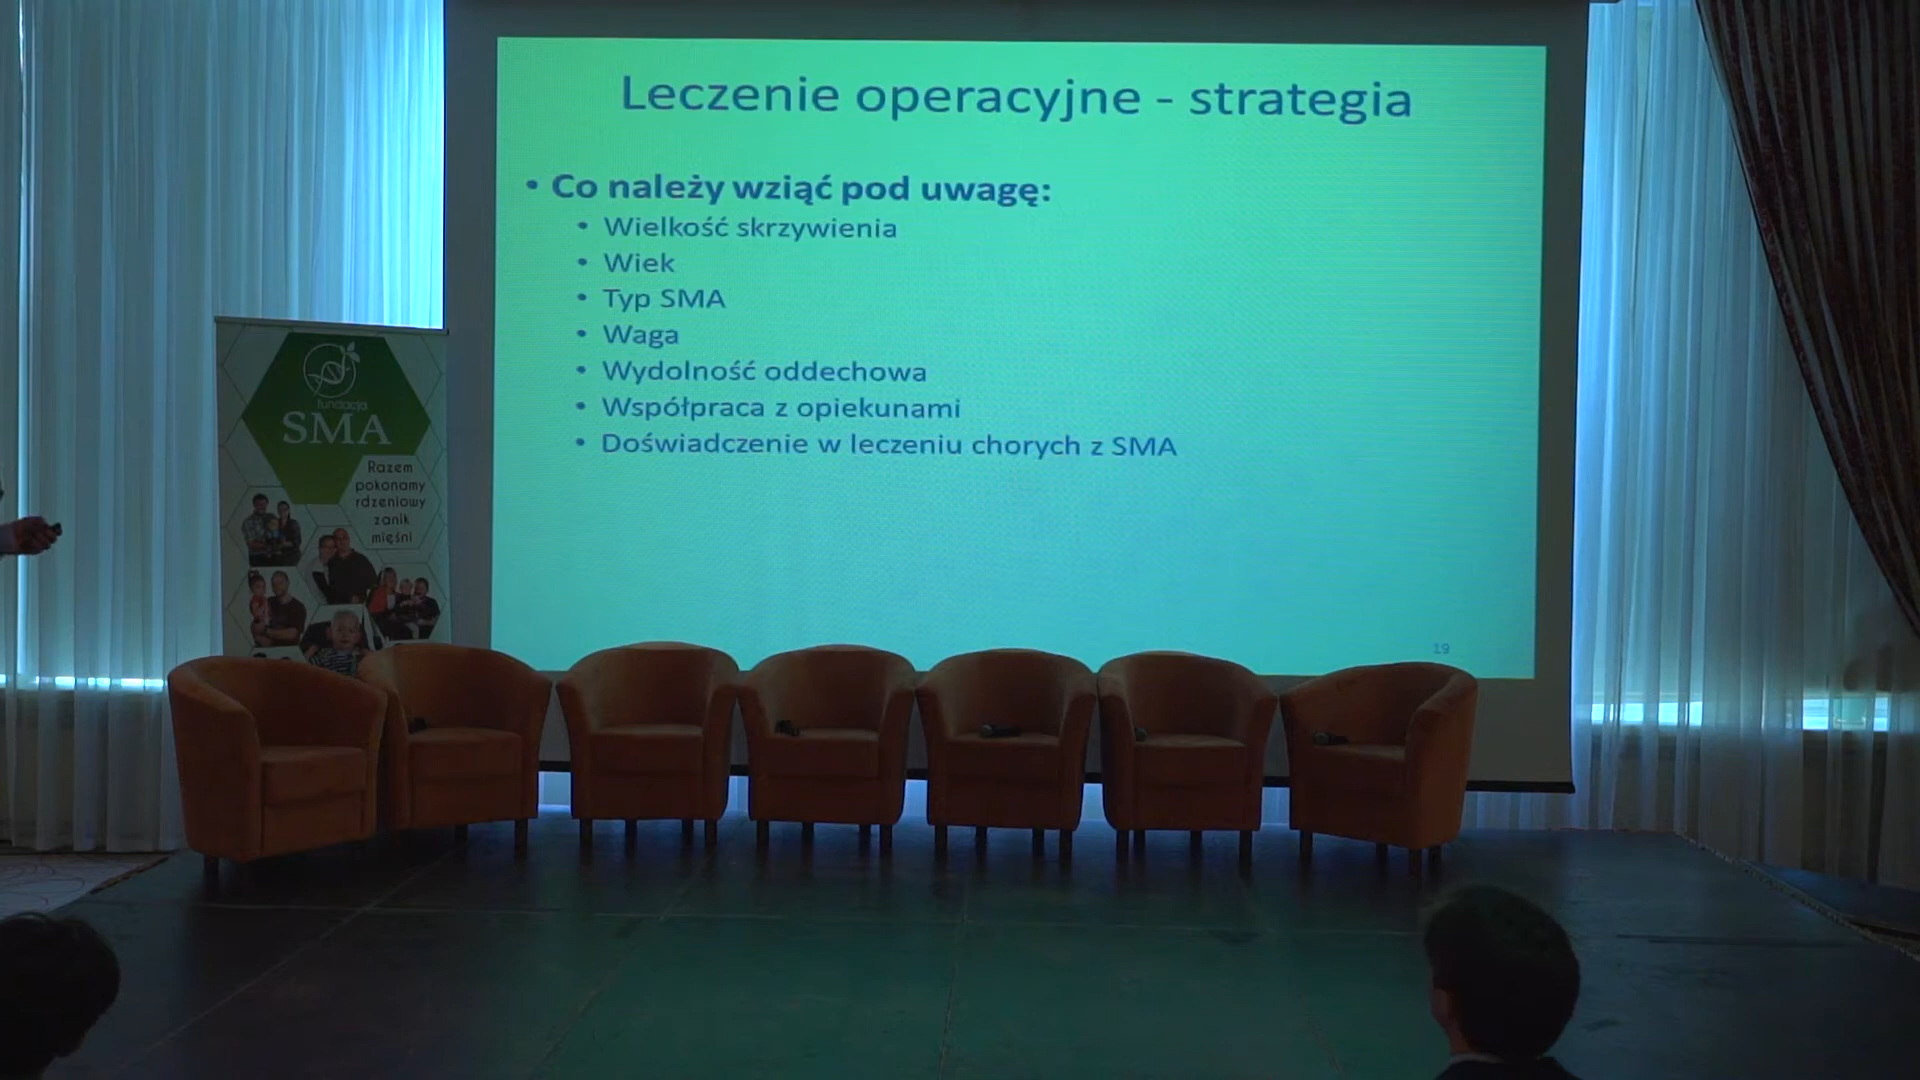 Leczenie operacyjne - strategia
• Co należy wziąć pod uwagę:
• Wielkość skrzywienia
• Wiek
• Typ SMA
• Waga
• Wydolność oddechowa
• Współpraca z opiekunami
• Doświadczenie w leczeniu chorych z SMA
19
fundacja
SMA
Razem
pokonamy
rdzeniowy
zanik
mięśni